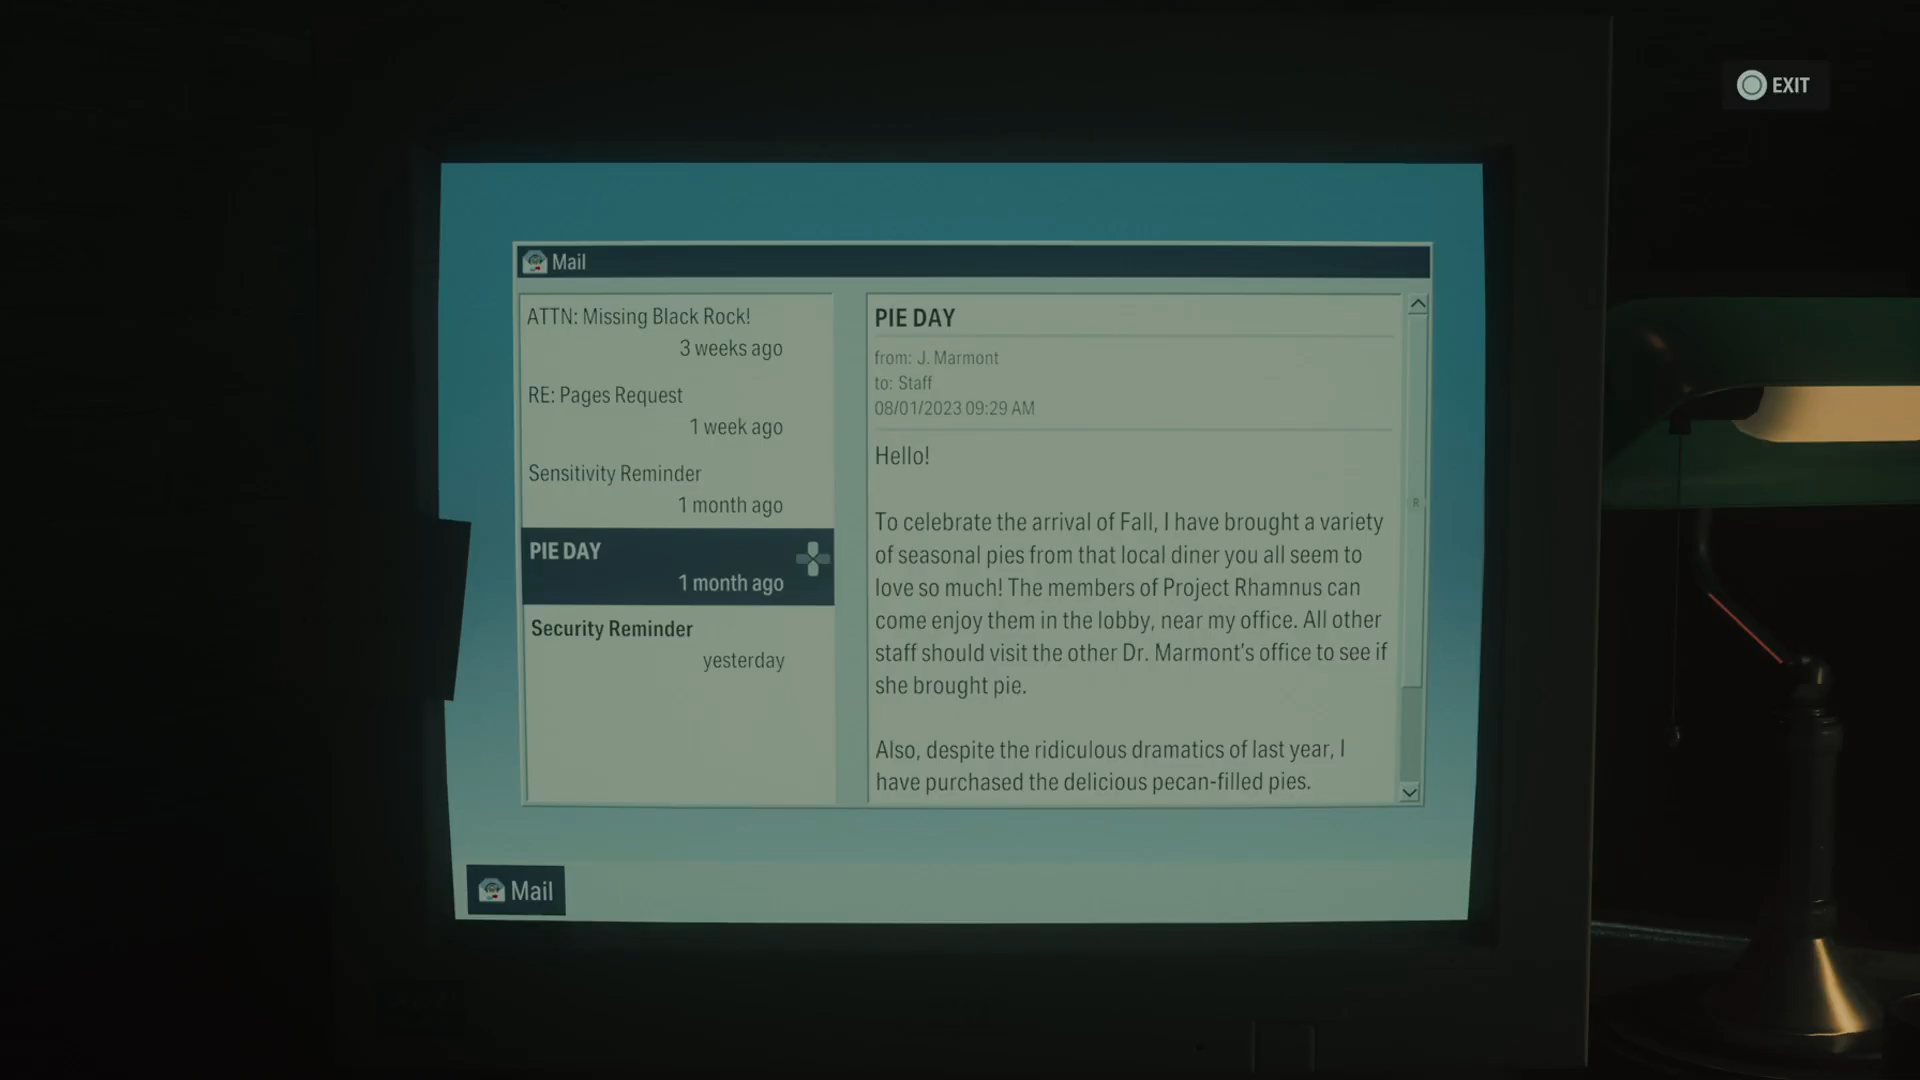 EXIT
Mail
ATTN: Missing Black Rock!
3 weeks ago
RE: Pages Request
1 week ago
Sensitivity Reminder
1 month ago
PIE DAY
1 month ago
Security Reminder
yesterday
PIE DAY
from: J. Marmont
to: Staff
08/01/2023 09:29 AM
Hello!
To celebrate the arrival of Fall, I have brought a variety
of seasonal pies from that local diner you all seem to
love so much! The members of Project Rhamnus can
come enjoy them in the lobby, near my office. All other
staff should visit the other Dr. Marmont's office to see if
she brought pie.
Also, despite the ridiculous dramatics of last year, I
have purchased the delicious pecan-filled pies.
R
Mail